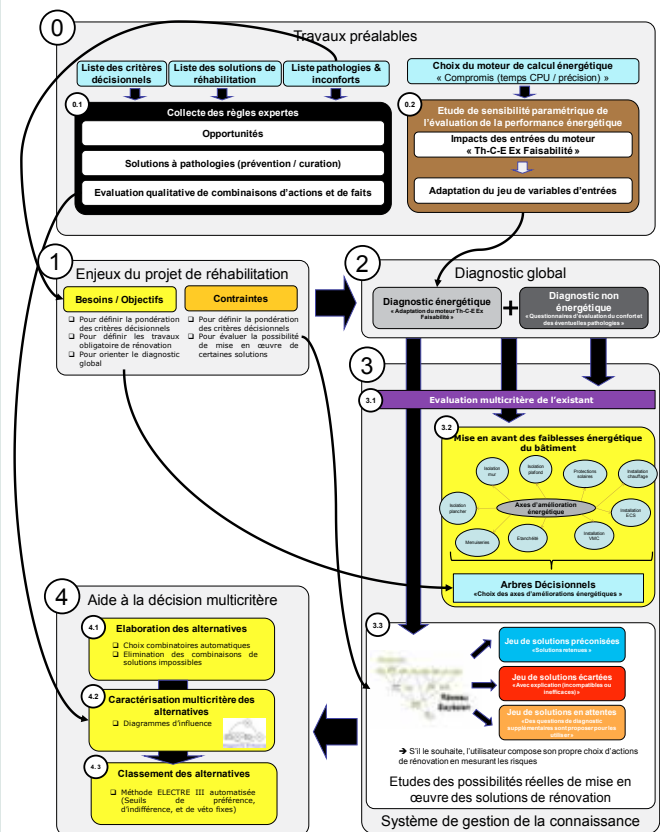 0
Travaux préalables
Liste des critères
décisionnels
Liste des solutions de
réhabilitation
Liste pathologies &
inconforts
Choix du moteur de calcul énergétique
« Compromis (temps CPU / précision) »
0.1
Collecte des règles expertes
Opportunités
Solutions à pathologies (prévention / curation)
Evaluation qualitative de combinaisons d'actions et de faits
0.2
Etude de sensibilité paramétrique de
l'évaluation de la performance énergétique
Impacts des entrées du moteur
« Th-C-E Ex Faisabilité »
Adaptation du jeu de variables d'entrées
1
Enjeux du projet de réhabilitation
Besoins / Objectifs
❑ Pour définir la pondération
des critères décisionnels
❑ Pour définir les travaux
obligatoire de rénovation
❑ Pour orienter le diagnostic
global
Contraintes
❑ Pour définir la pondération
des critères décisionnels
❑ Pour évaluer la possibilité
de mise en œuvre de
certaines solutions
2
Diagnostic global
Diagnostic énergétique
« Adaptation du moteur Th-C-E Ex
Faisabilité »
+
Diagnostic non
énergétique
« Questionnaires d'évaluation du confort et
des éventuelles pathologies »
3
3.1
Evaluation multicritère de l'existant
3.2
Mise en avant des faiblesses énergétique
du bâtiment
Isolation
mur
Isolation
plafond
Protections
solaires
Installation
chauffage
Isolation
plancher
Axes d'amélioration
énergétique
Installation
ECS
Menuiseries
Etanchéité
Installation
VMC
Arbres Décisionnels
«Choix des axes d'améliorations énergétiques »
3.3
Réseau
Bayésien
Jeu de solutions préconisées
«Solutions retenues »
Jeu de solutions écartées
«Avec explication (incompatibles ou
inefficaces) »
Jeu de solutions en attentes
«Des questions de diagnostic
supplémentaires sont proposer pour les
utiliser »
➔ S'il le souhaite, l'utilisateur compose son propre choix d'actions
de rénovation en mesurant les risques
Etudes des possibilités réelles de mise en
œuvre des solutions de rénovation
Système de gestion de la connaissance
4
Aide à la décision multicritère
4.1
Elaboration des alternatives
❑ Choix combinatoires automatiques
❑ Elimination des combinaisons de
solutions impossibles
4.2
Caractérisation multicritère des
alternatives
❑ Diagrammes d'influence
4.3
Classement des alternatives
❑ Méthode ELECTRE III automatisée
(Seuils de préférence,
d'indifférence, et de véto fixes)